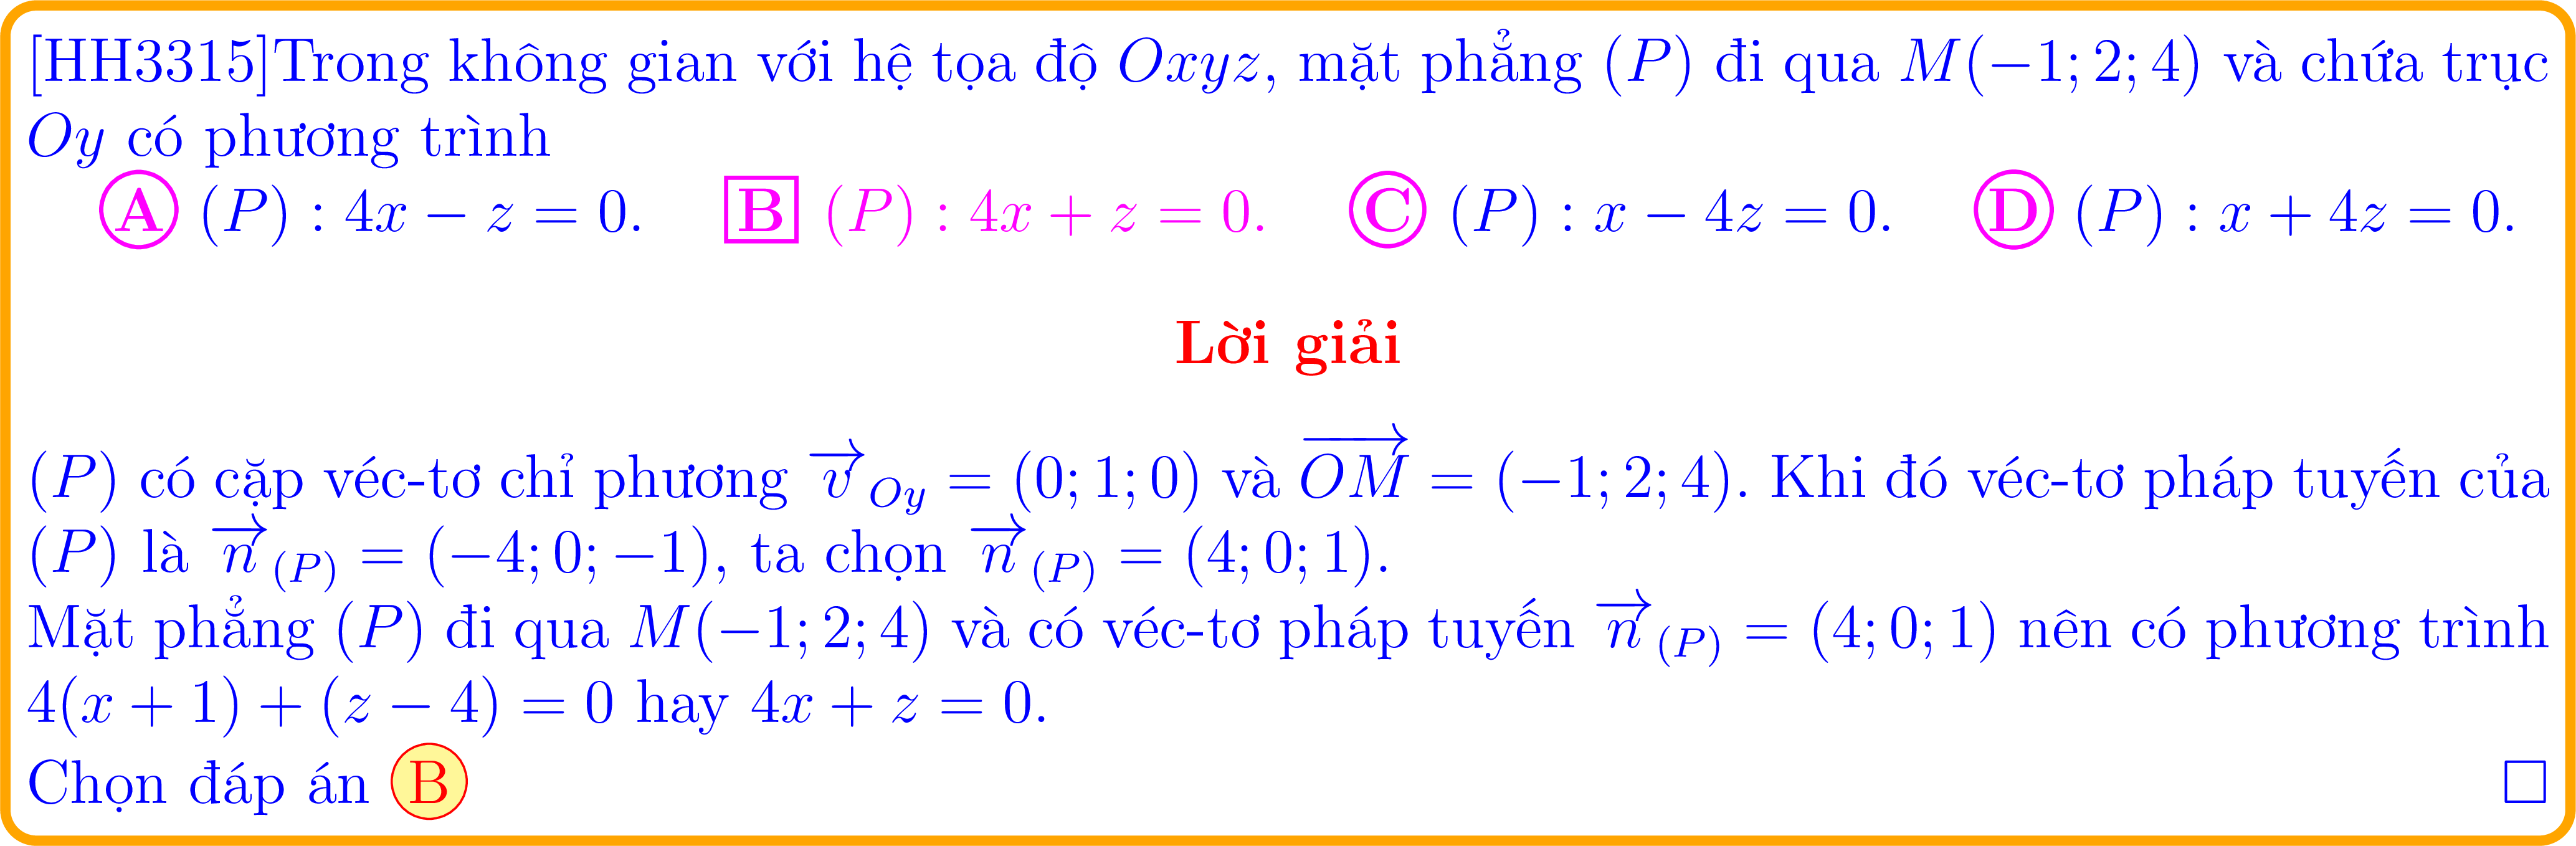 [HH3315]Trong không gian với hệ tọa độ Oxyz, mặt phẳng (P) đi qua M(−1; 2; 4) và chứa trục
Oy có phương trình
A (P) : 4x − z = 0. B (P) : 4x + z = 0. C (P) : x − 4z = 0. D (P) : x + 4z = 0.
Lời giải
(P) có cặp véc-tơ chỉ phương $\overrightarrow{v}_{Oy}$ = (0; 1; 0) và $\overrightarrow{OM}$ = (−1; 2; 4). Khi đó véc-tơ pháp tuyến của
(P) là $\overrightarrow{n}_{(P)}$ = (−4; 0; −1), ta chọn $\overrightarrow{n}_{(P)}$ = (4; 0; 1).
Mặt phẳng (P) đi qua M(−1; 2; 4) và có véc-tơ pháp tuyến $\overrightarrow{n}_{(P)}$ = (4; 0; 1) nên có phương trình
4(x + 1) + (z − 4) = 0 hay 4x + z = 0.
Chọn đáp án B □